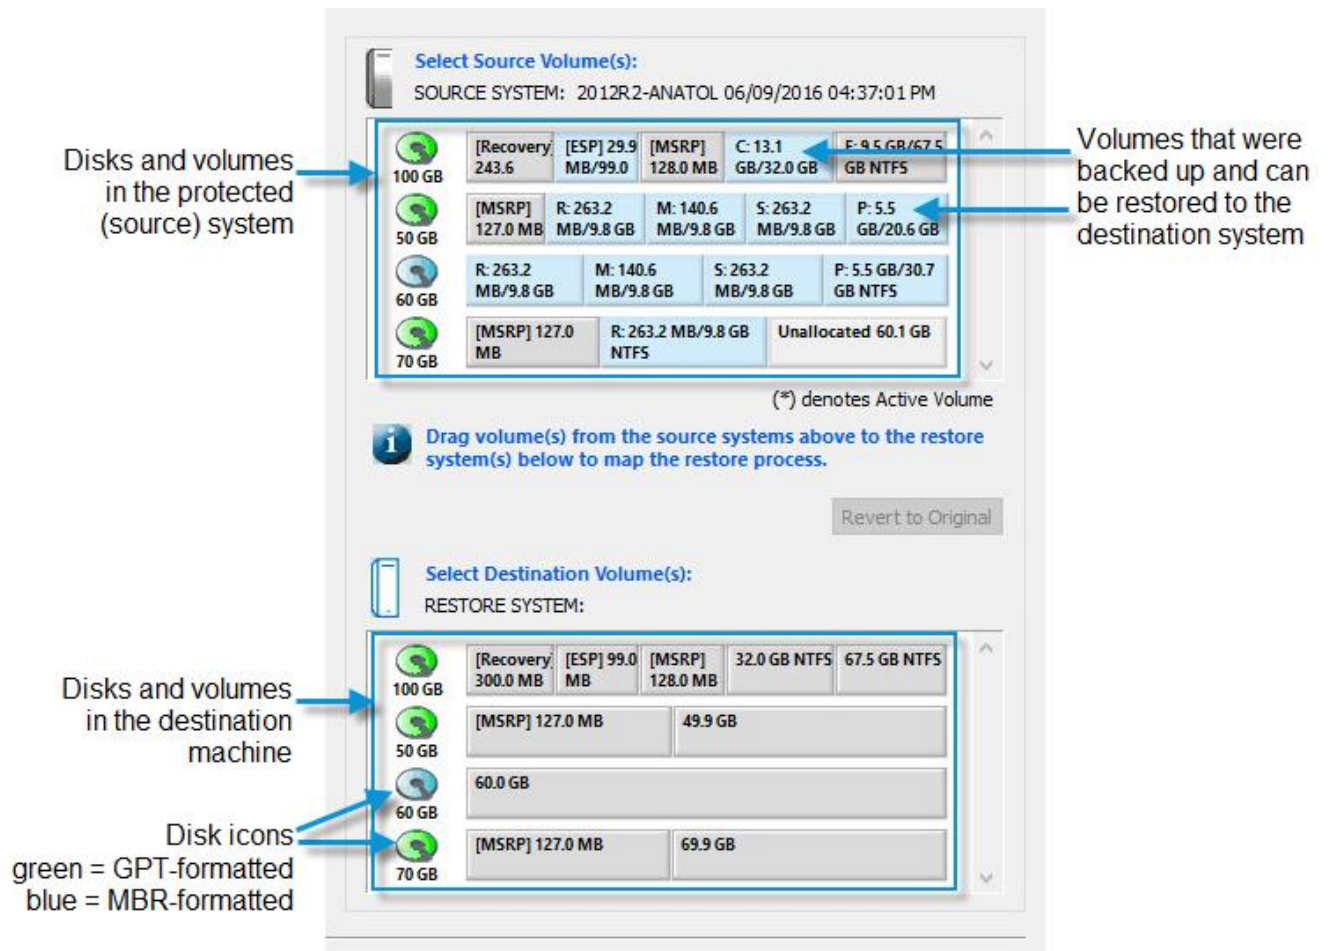 Select Source Volume(s):
SOURCE SYSTEM: 2012R2-ANATOL 06/09/2016 04:37:01 PM
Disks and volumes
in the protected
(source) system
100 GB
[Recovery
243.6
[ESP] 29.9
MB/99.0
[MSRP]
128.0 MB
C: 13.1
GB/32.0 GB
9.5 GB/67.5
GB NTFS
50 GB
[MSRP]
127.0 MB
R: 263.2
MB/9.8 GB
M: 140.6
MB/9.8 GB
S: 263.2
MB/9.8 GB
P: 5.5
GB/20.6 GB
60 GB
R: 263.2
MB/9.8 GB
M: 140.6
MB/9.8 GB
S: 263.2
MB/9.8 GB
P: 5.5 GB/30.7
GB NTFS
70 GB
[MSRP] 127.0
MB
R: 263.2 MB/9.8 GB
NTFS
Unallocated 60.1 GB
Volumes that were
backed up and can
be restored to the
destination system
(*) denotes Active Volume
Drag volume(s) from the source systems above to the restore
system(s) below to map the restore process.
Revert to Original
Select Destination Volume(s):
RESTORE SYSTEM:
Disks and volumes
in the destination
machine
100 GB
[Recovery
300.0 MB
[ESP] 99.0
MB
[MSRP]
128.0 MB
32.0 GB NTFS
67.5 GB NTFS
50 GB
[MSRP] 127.0 MB
49.9 GB
60 GB
60.0 GB
70 GB
[MSRP] 127.0 MB
69.9 GB
Disk icons
green = GPT-formatted
blue = MBR-formatted